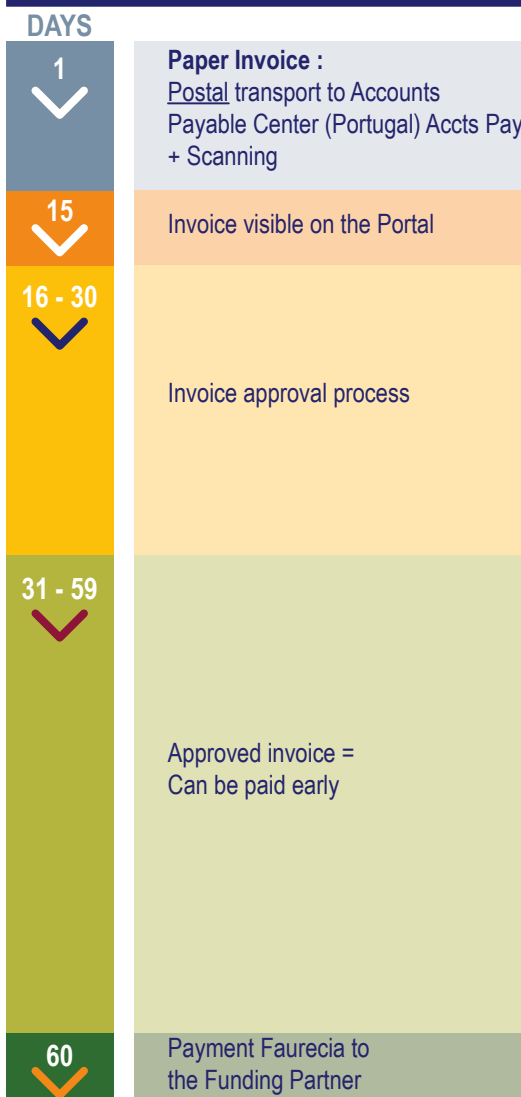 DAYS
1
Paper Invoice :
Postal transport to Accounts
Payable Center (Portugal) Accts Pay
+ Scanning
15
Invoice visible on the Portal
16 - 30
Invoice approval process
31 - 59
Approved invoice =
Can be paid early
60
Payment Faurecia to
the Funding Partner